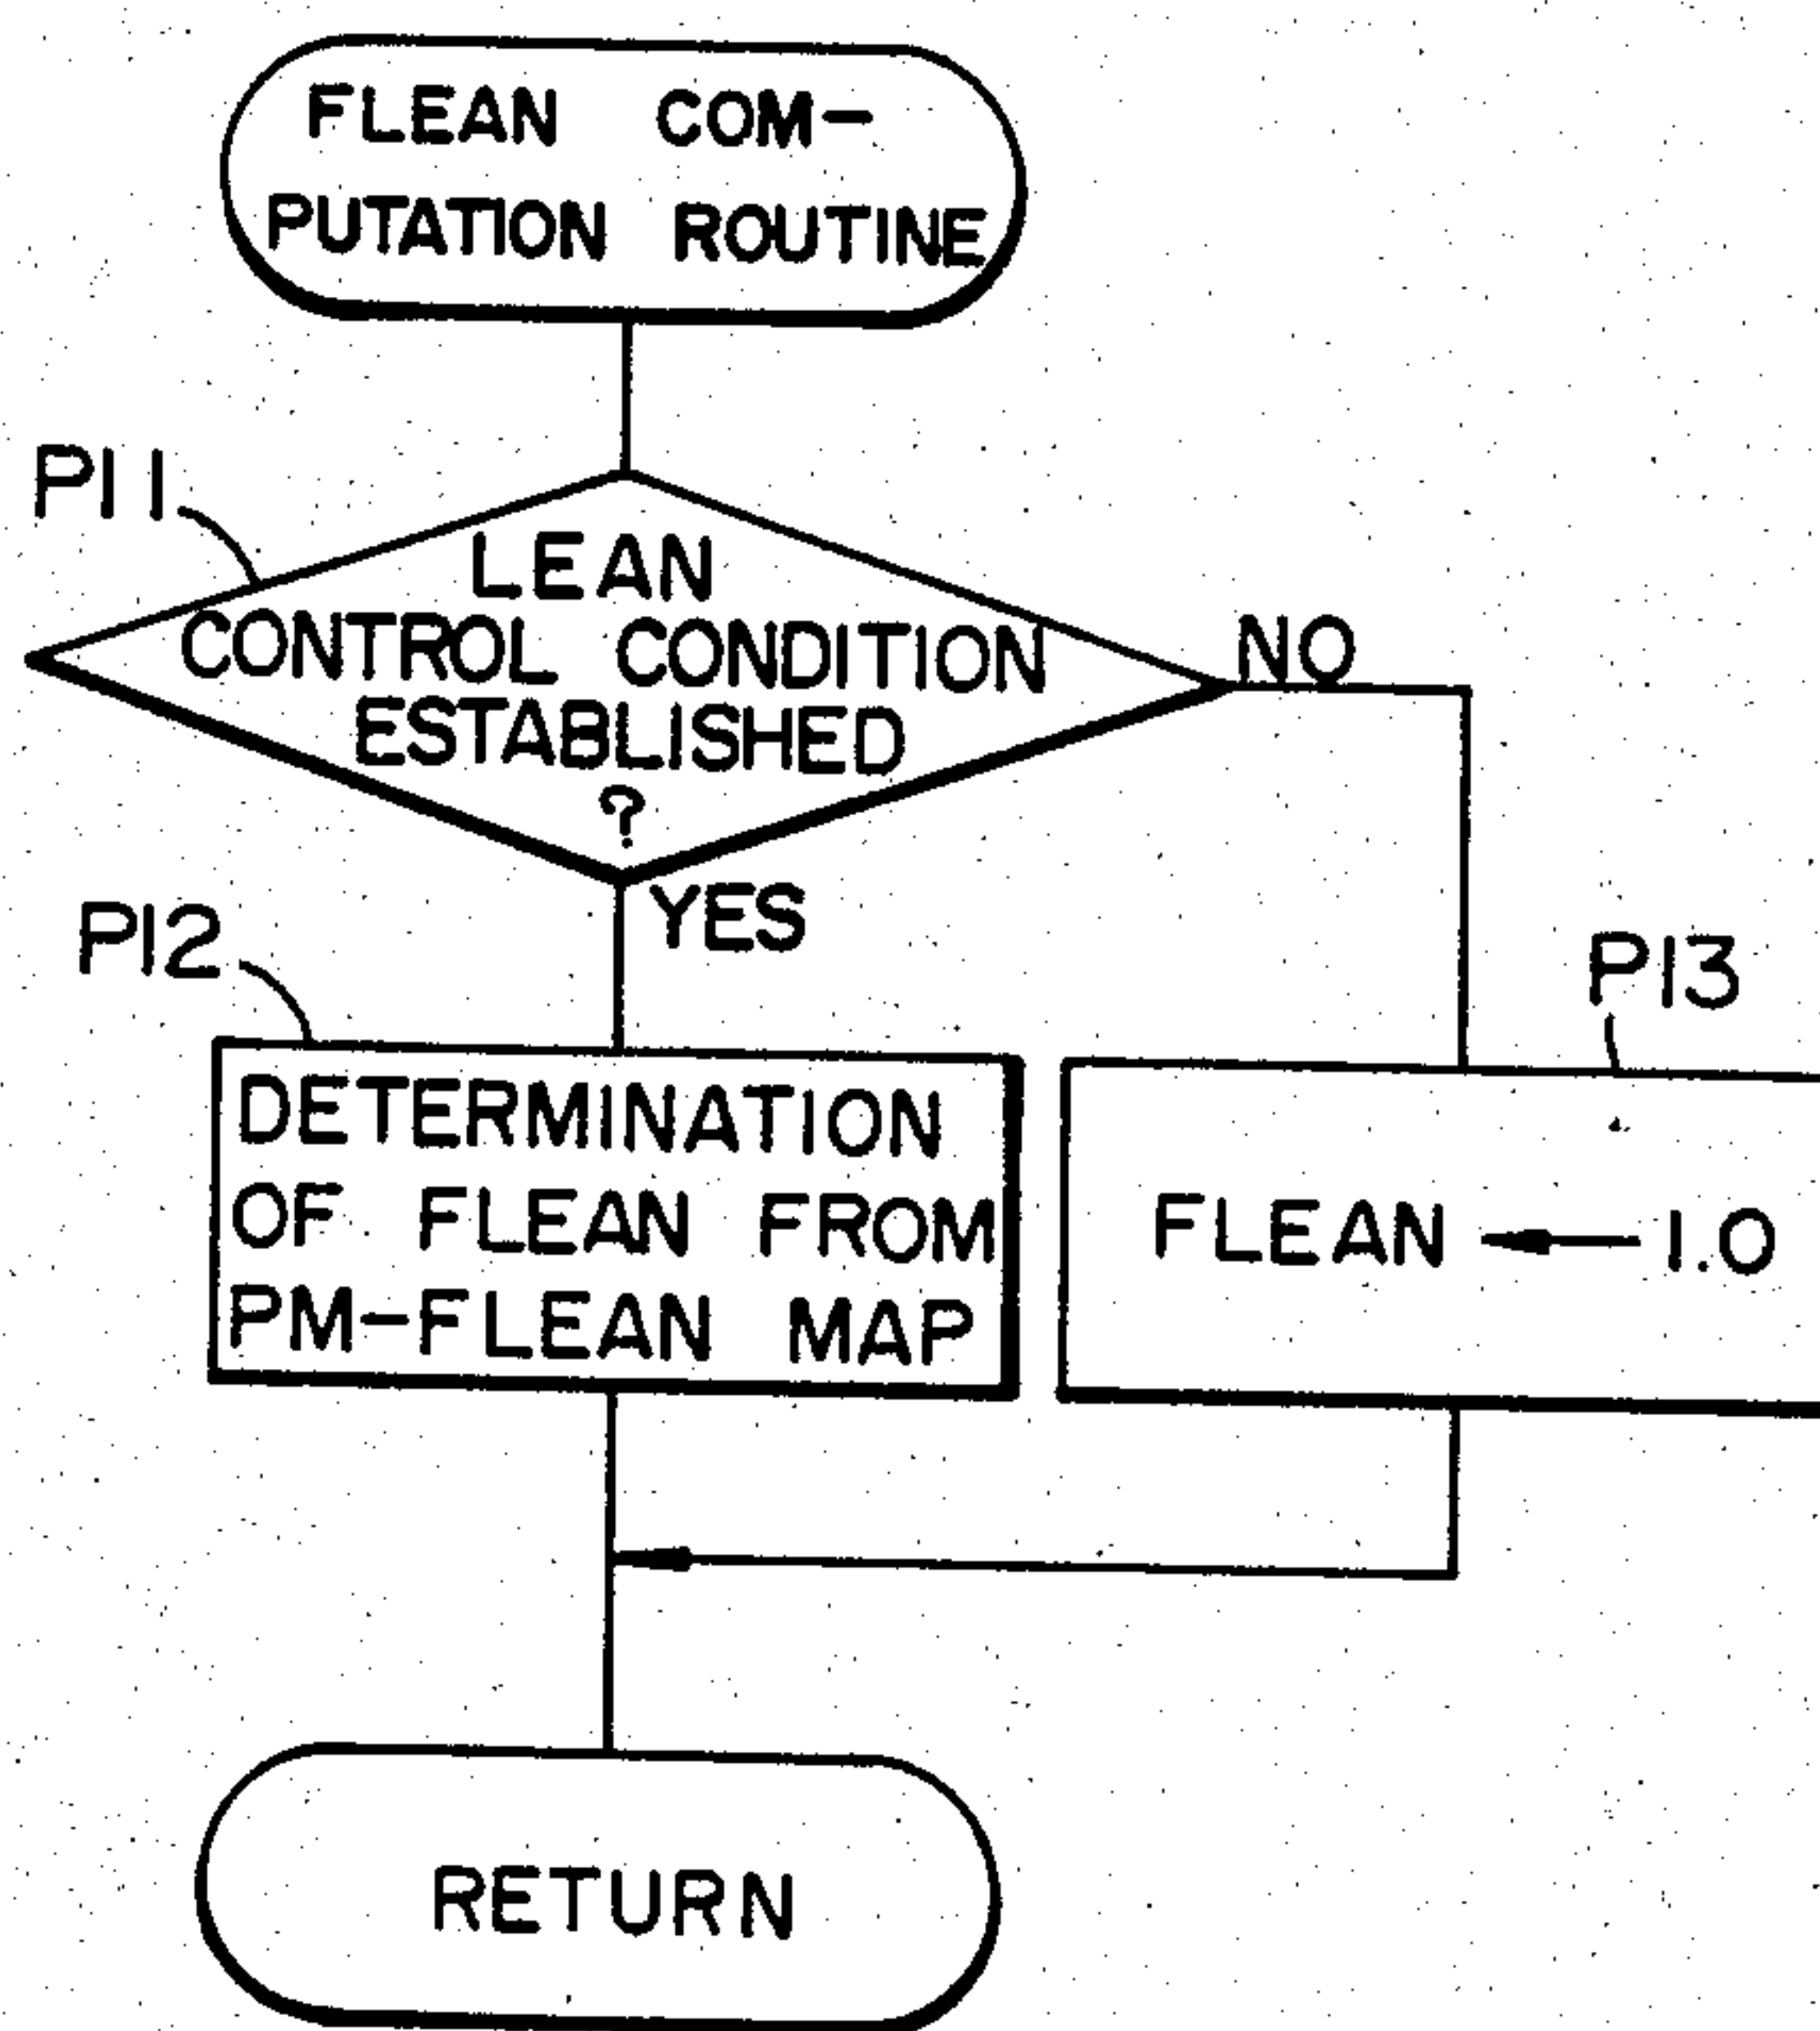 FLEAN COM-
PUTATION ROUTINE
P11
LEAN
CONTROL CONDITION
ESTABLISHED
?
NO
YES
P12
P13
DETERMINATION
OF FLEAN FROM
PM-FLEAN MAP
FLEAN ← 1.0
RETURN